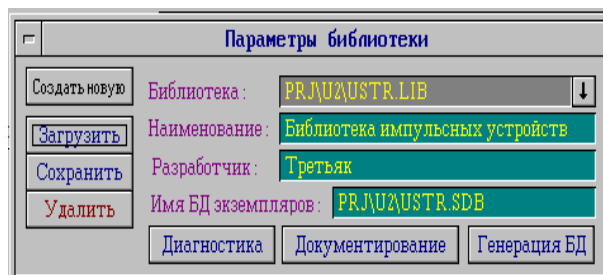 Параметры библиотеки
Создать новую
Библиотека: PRJ\U2\USTR.LIB
Загрузить
Наименование: Библиотека импульсных устройств
Сохранить
Разработчик: Третьяк
Удалить
Имя БД экземпляров: PRJ\U2\USTR.SDB
Диагностика Документирование Генерация БД